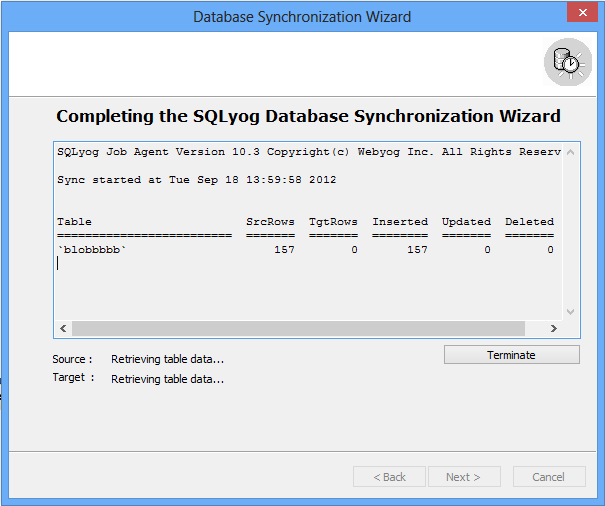 Database Synchronization Wizard
Completing the SQLyog Database Synchronization Wizard
SQLyog Job Agent Version 10.3 Copyright(c) Webyog Inc. All Rights Reserv
Sync started at Tue Sep 18 13:59:58 2012
Table SrcRows TgtRows Inserted Updated Deleted
========================= ======= ======= ======== ======= =======
`blobbbbb` 157 0 157 0 0
Source : Retrieving table data...
Terminate
Target : Retrieving table data...
< Back Next > Cancel